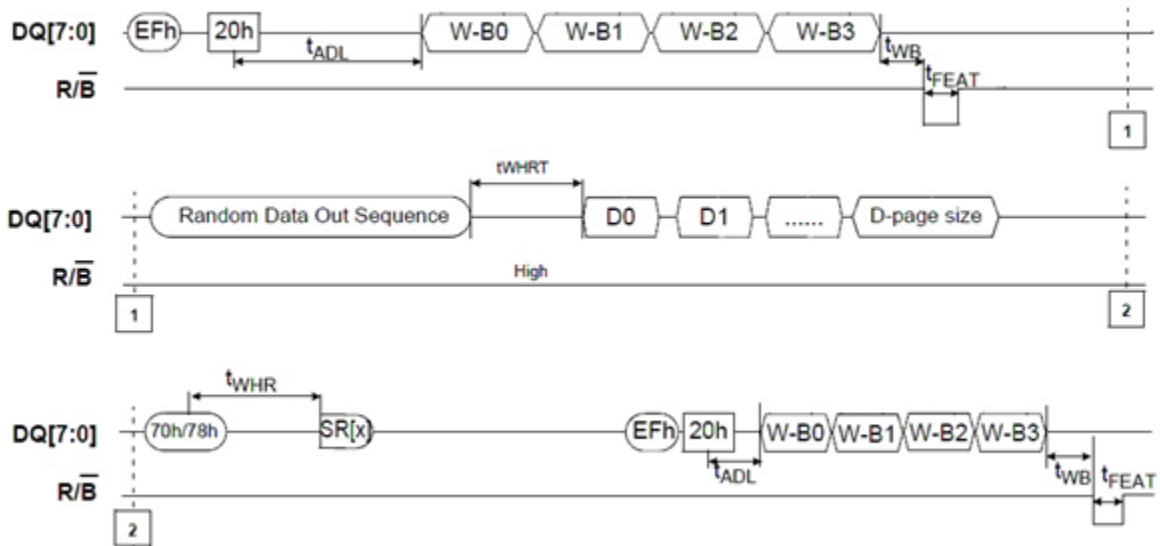 DQ[7:0] EFh 20h tADL W-B0 W-B1 W-B2 W-B3 tWB
R/B tFEAT
1
tWHRT
DQ[7:0] Random Data Out Sequence D0 D1 ...... D-page size
R/B High
1 2
tWHR
DQ[7:0] 70h/78h SR[x] EFh 20h W-B0 W-B1 W-B2 W-B3
tADL tWB tFEAT
R/B
2